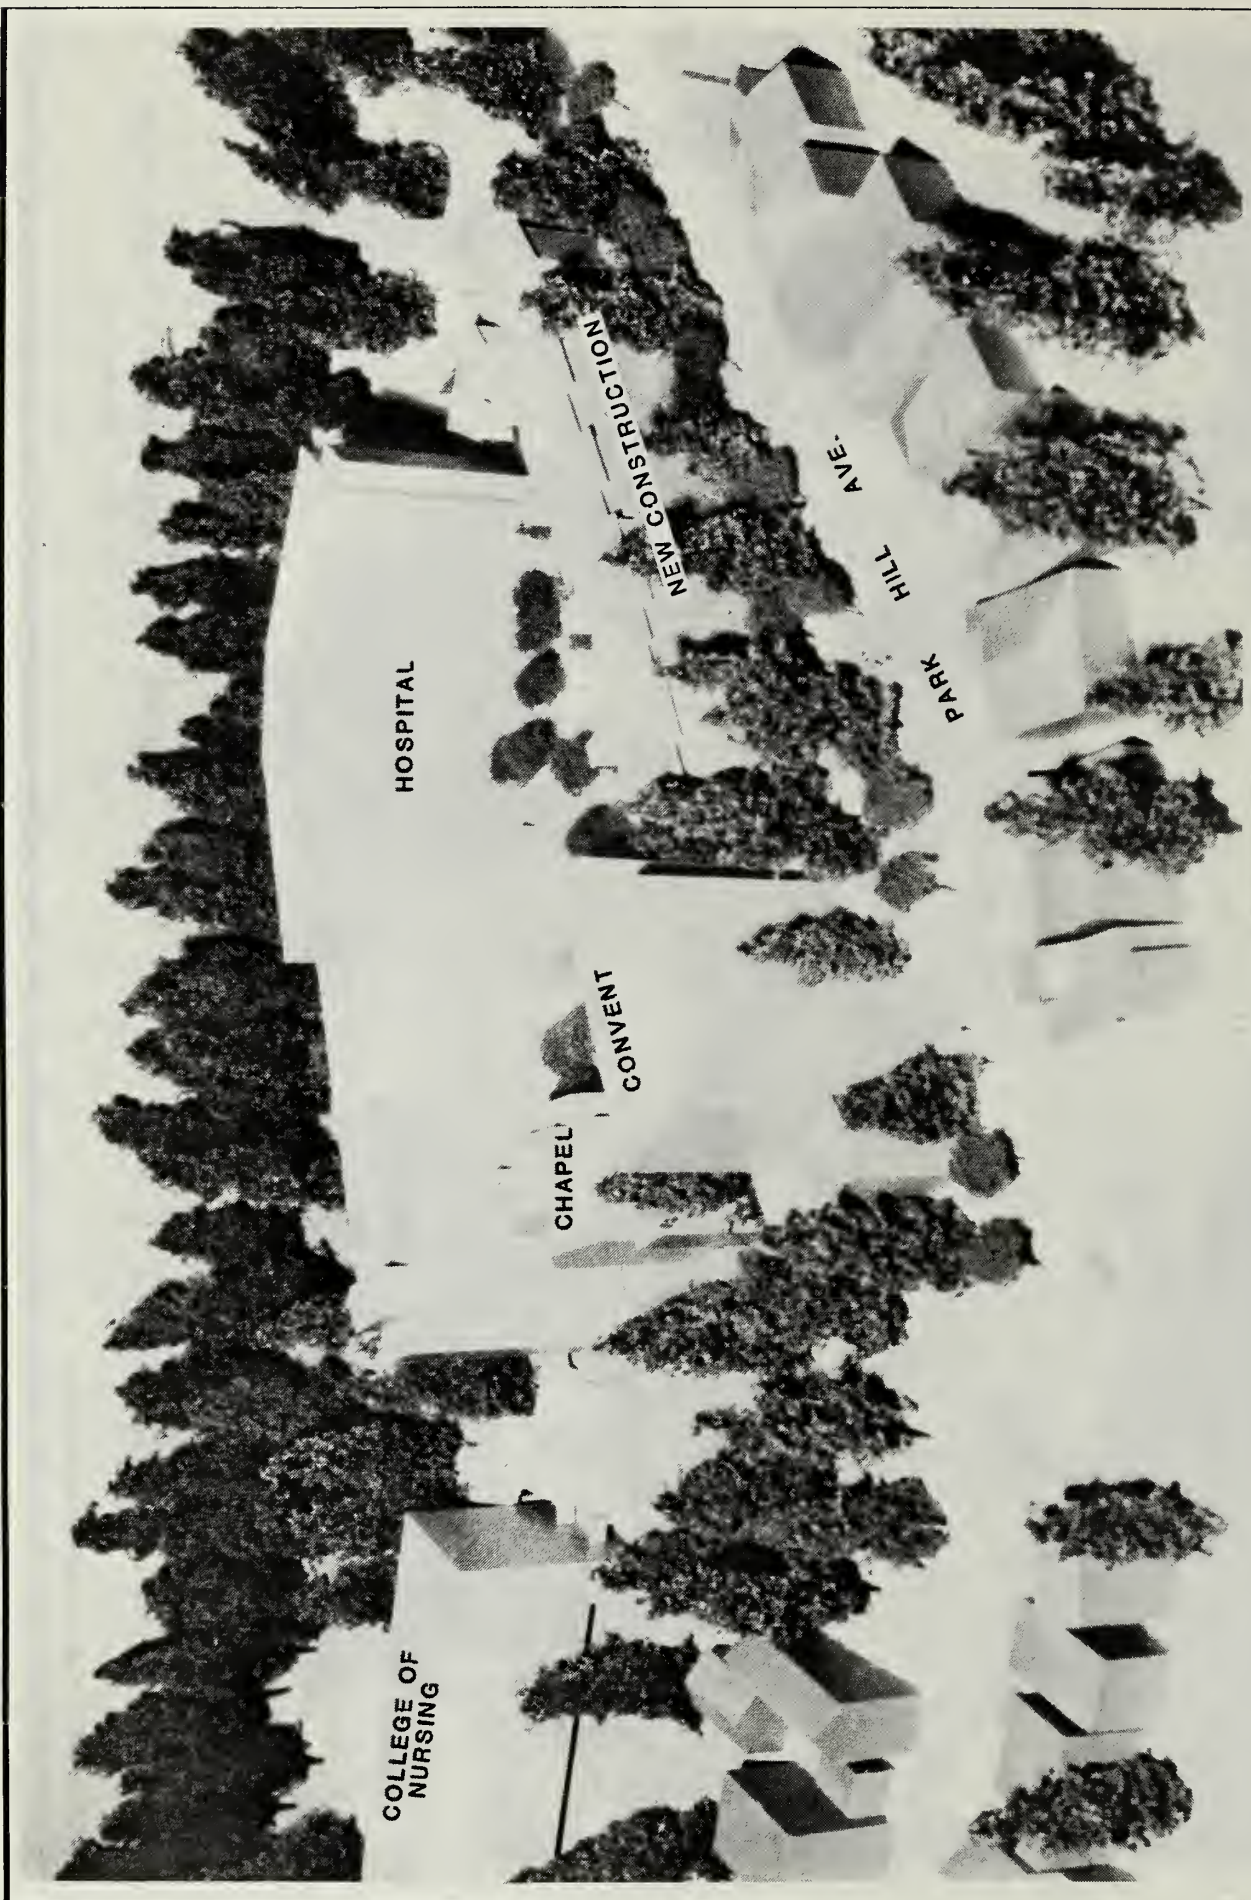 COLLEGE OF
NURSING
CHAPEL
CONVENT
HOSPITAL
NEW CONSTRUCTION
PARK HILL AVE.